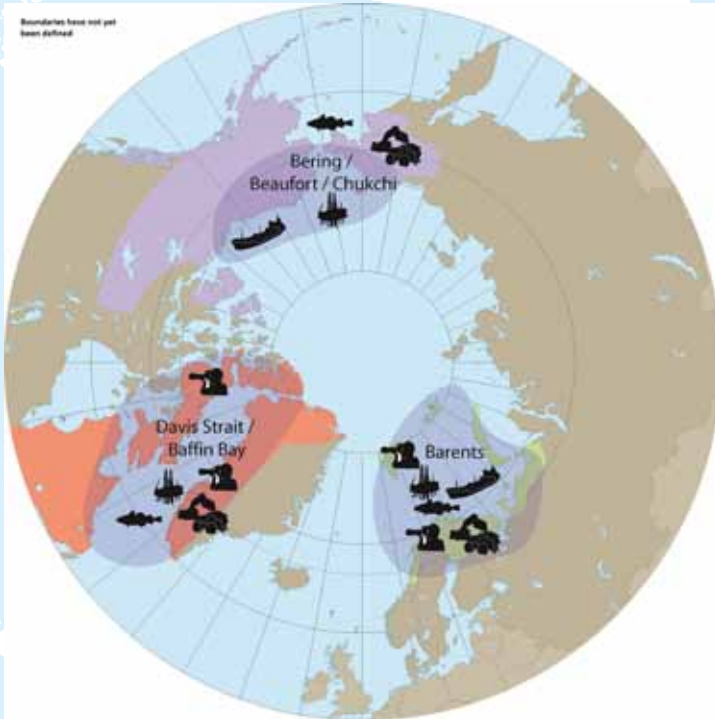 Boundaries have not yet
been defined
Bering /
Beaufort / Chukchi
Davis Strait /
Baffin Bay
Barents